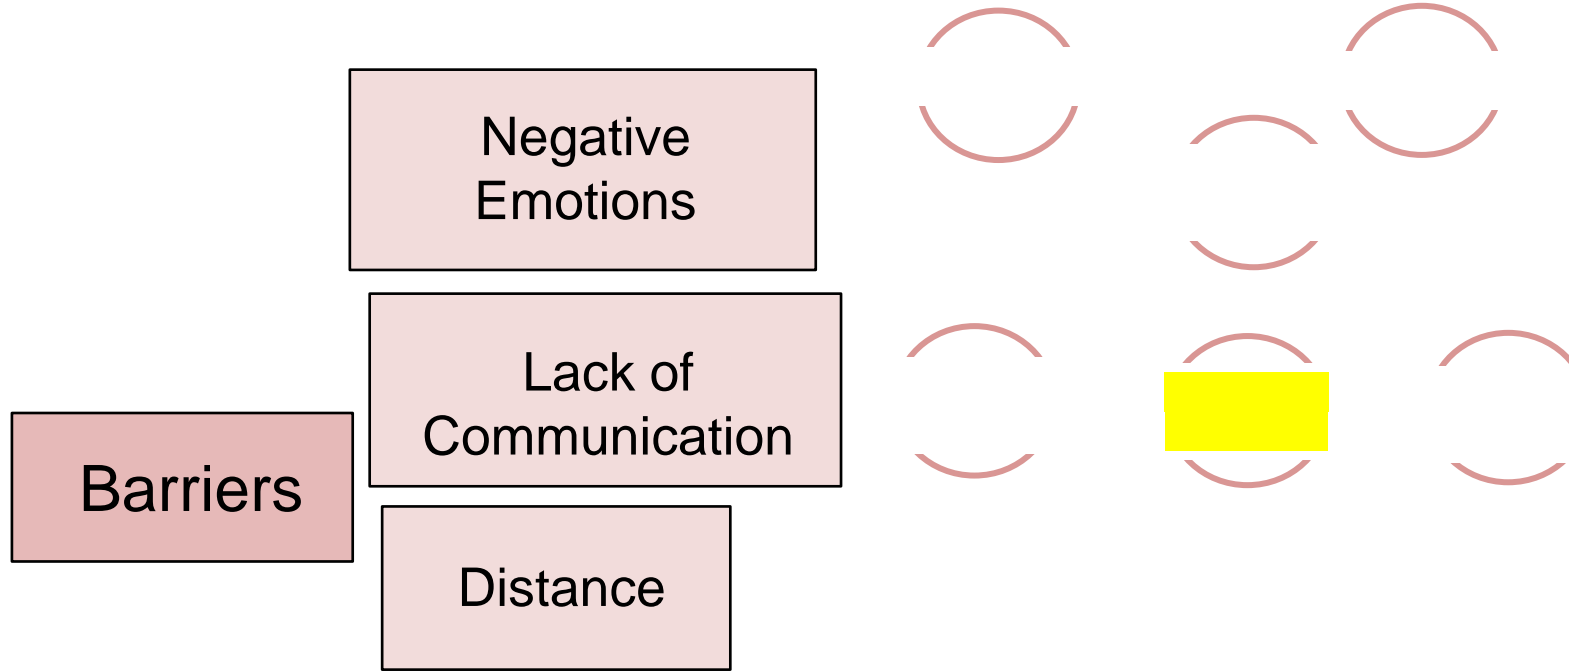 Negative
Emotions
Lack of
Communication
Barriers
Distance